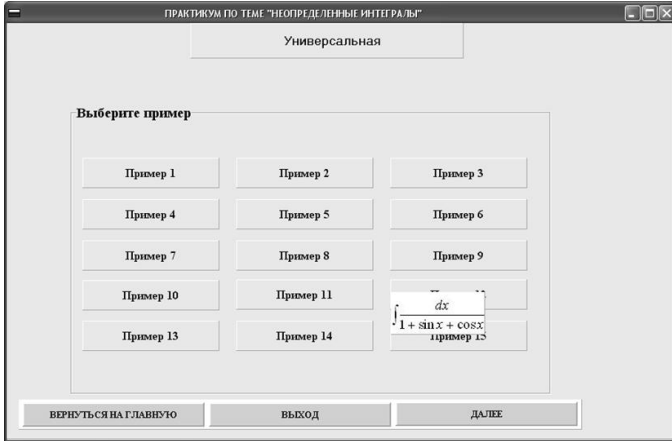 ПРАКТИКУМ ПО ТЕМЕ "НЕОПРЕДЕЛЕННЫЕ ИНТЕГРАЛЫ"
Универсальная
Выберите пример
Пример 1 Пример 2 Пример 3
Пример 4 Пример 5 Пример 6
Пример 7 Пример 8 Пример 9
Пример 10 Пример 11
∫ dx / 1 + sin x + cos x
Пример 13 Пример 14 Пример 15
ВЕРНУТЬСЯ НА ГЛАВНУЮ ВЫХОД ДАЛЕЕ